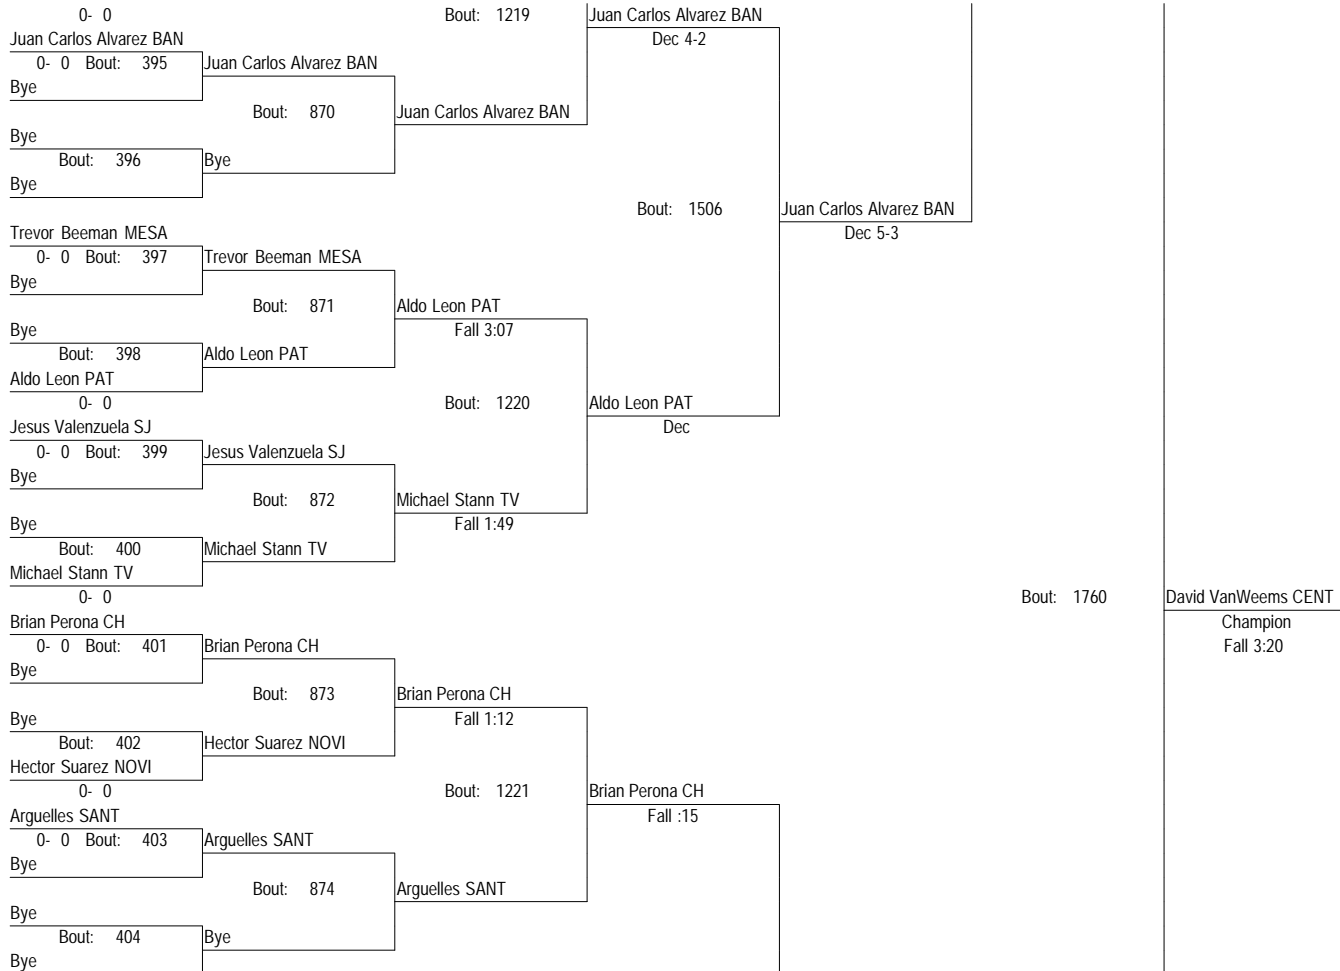 0- 0 Bout: 1219 Juan Carlos Alvarez BAN
Juan Carlos Alvarez BAN Dec 4-2
0- 0 Bout: 395 Juan Carlos Alvarez BAN
Bye
Bout: 870 Juan Carlos Alvarez BAN
Bye
Bout: 396 Bye
Bye
Bout: 1506 Juan Carlos Alvarez BAN
Trevor Beeman MESA Dec 5-3
0- 0 Bout: 397 Trevor Beeman MESA
Bye
Bout: 871 Aldo Leon PAT
Bye Fall 3:07
Bout: 398 Aldo Leon PAT
Aldo Leon PAT
0- 0 Bout: 1220 Aldo Leon PAT
Jesus Valenzuela SJ Dec
0- 0 Bout: 399 Jesus Valenzuela SJ
Bye
Bout: 872 Michael Stann TV
Bye Fall 1:49
Bout: 400 Michael Stann TV
Michael Stann TV
0- 0 Bout: 1760 David VanWeems CENT
Brian Perona CH Champion
0- 0 Bout: 401 Brian Perona CH Fall 3:20
Bye
Bout: 873 Brian Perona CH
Bye Fall 1:12
Bout: 402 Hector Suarez NOVI
Hector Suarez NOVI
0- 0 Bout: 1221 Brian Perona CH
Arguelles SANT Fall :15
0- 0 Bout: 403 Arguelles SANT
Bye
Bout: 874 Arguelles SANT
Bye
Bout: 404 Bye
Bye